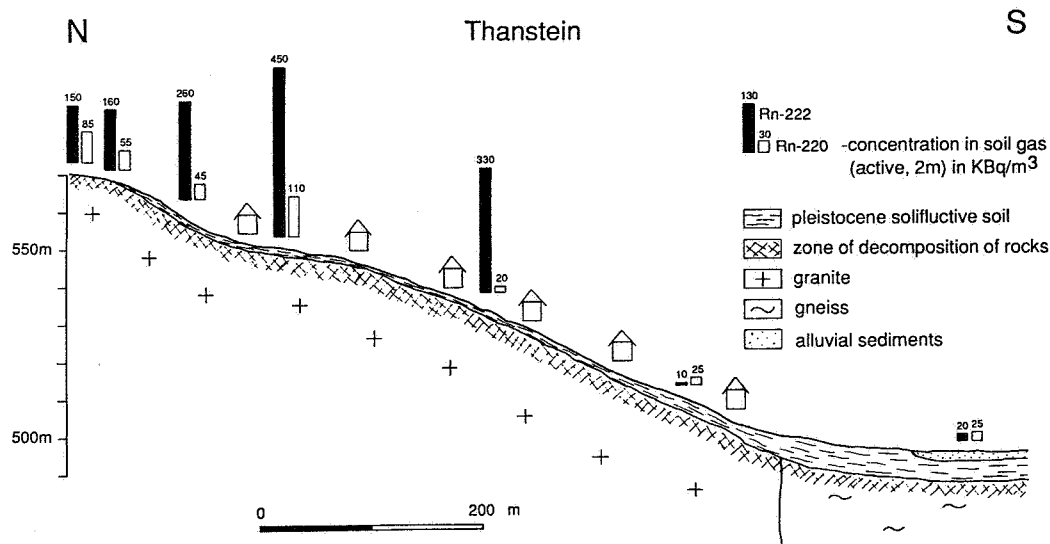 N
Thanstein
S
150
85
160
55
260
45
450
110
330
20
10
25
20
25
130
Rn-222
30
Rn-220 -concentration in soil gas
(active, 2m) in KBq/m³
pleistocene soliflucitve soil
zone of decomposition of rocks
granite
gneiss
alluvial sediments
550m
500m
0
200 m